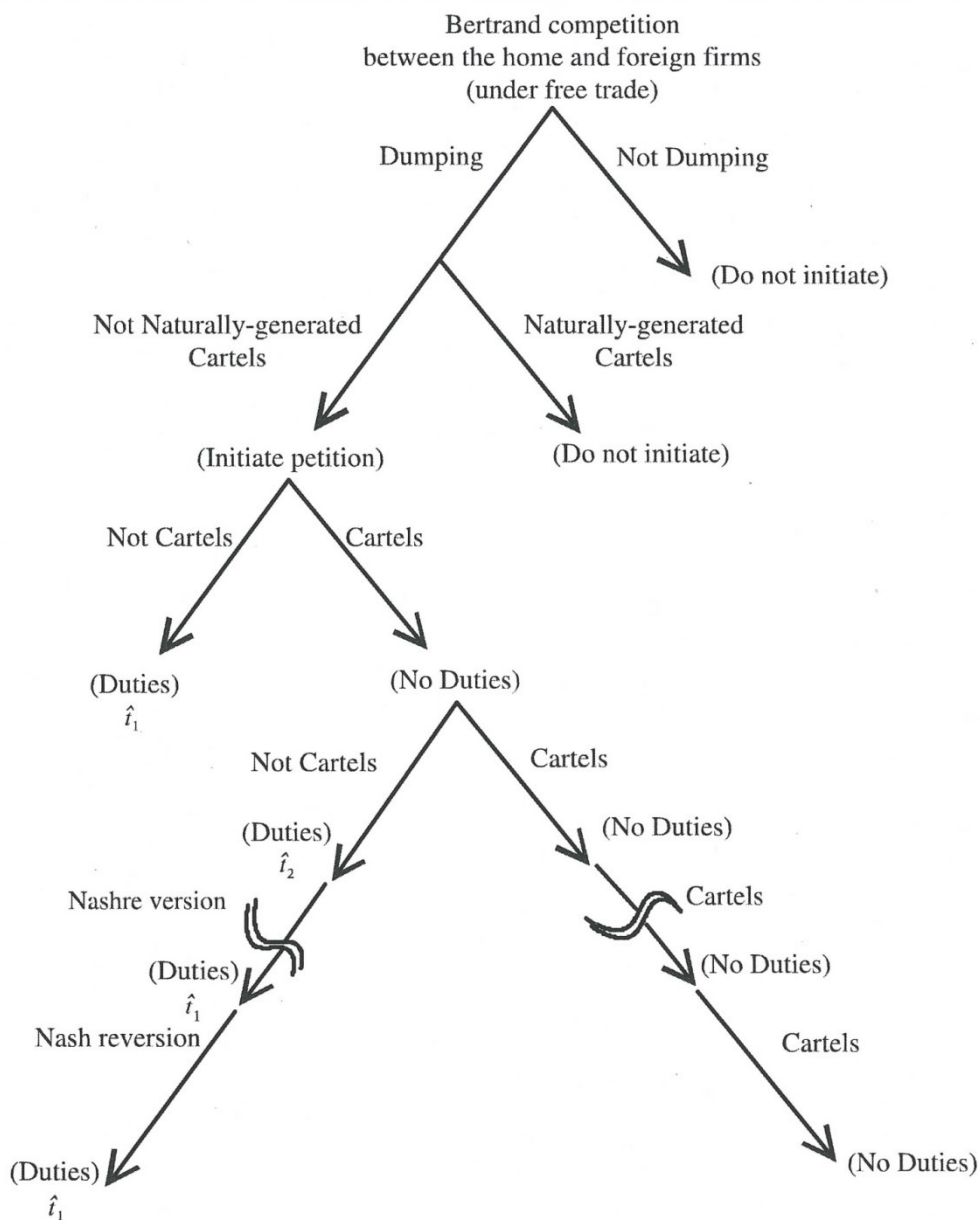 Bertrand competition
between the home and foreign firms
(under free trade)
Dumping
Not Dumping
(Do not initiate)
Not Naturally-generated
Cartels
Naturally-generated
Cartels
(Initiate petition)
(Do not initiate)
Not Cartels
Cartels
(Duties)
t̂₁
(No Duties)
Not Cartels
Cartels
(Duties)
t̂₂
(No Duties)
Nashre version
Cartels
(Duties)
t̂₁
(No Duties)
Nash reversion
Cartels
(Duties)
t̂₁
(No Duties)